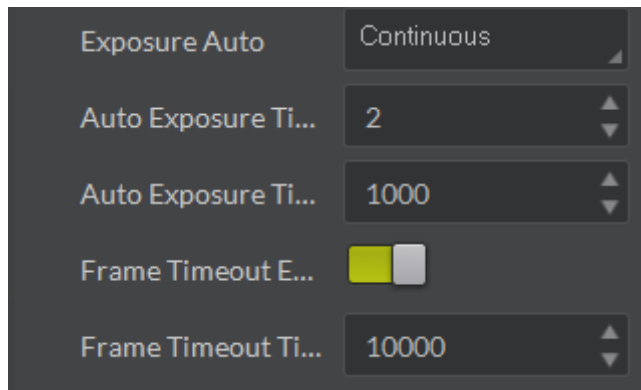 Exposure Auto Continuous
Auto Exposure Ti... 2
Auto Exposure Ti... 1000
Frame Timeout E...
Frame Timeout Ti... 10000